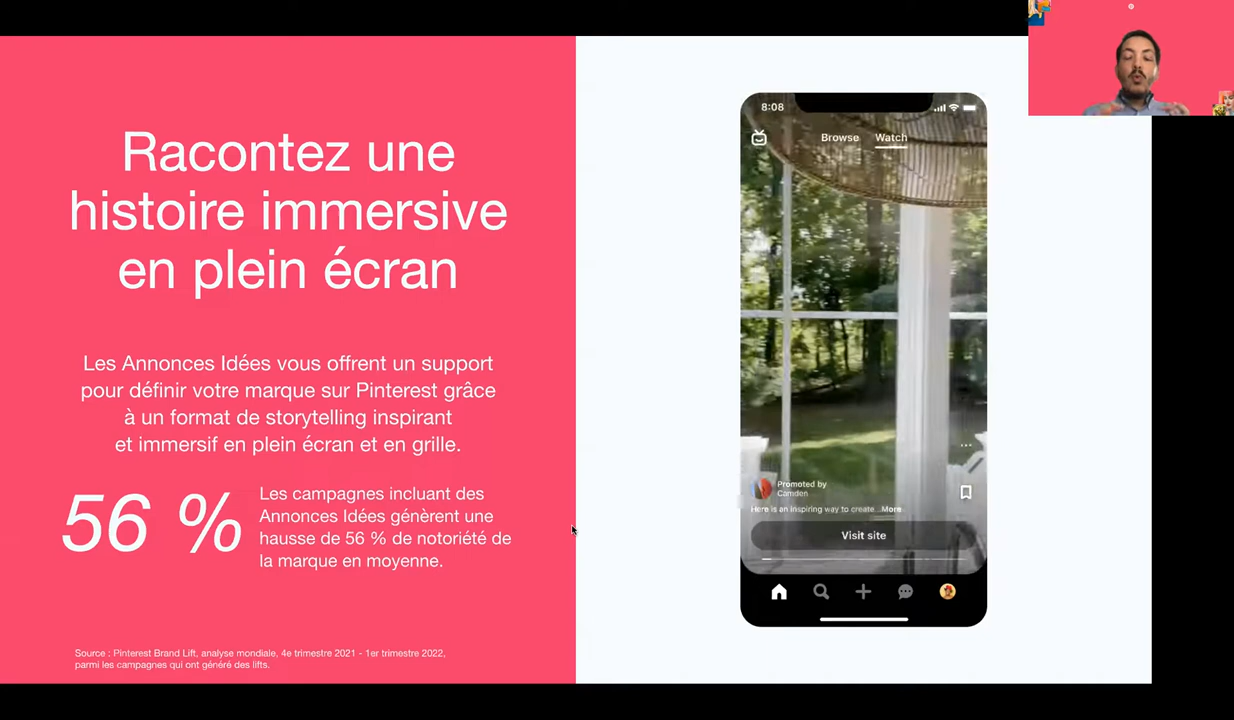 Racontez une
histoire immersive
en plein écran
Les Annonces Idées vous offrent un support
pour définir votre marque sur Pinterest grâce
à un format de storytelling inspirant
et immersif en plein écran et en grille.
56 %
Les campagnes incluant des
Annonces Idées génèrent une
hausse de 56 % de notoriété de
la marque en moyenne.
Source : Pinterest Brand Lift, analyse mondiale, 4e trimestre 2021 - 1er trimestre 2022,
parmi les campagnes qui ont généré des lifts.
8:08
Browse Watch
Promoted by
Camden
Here is an inspiring way to create...More
Visit site